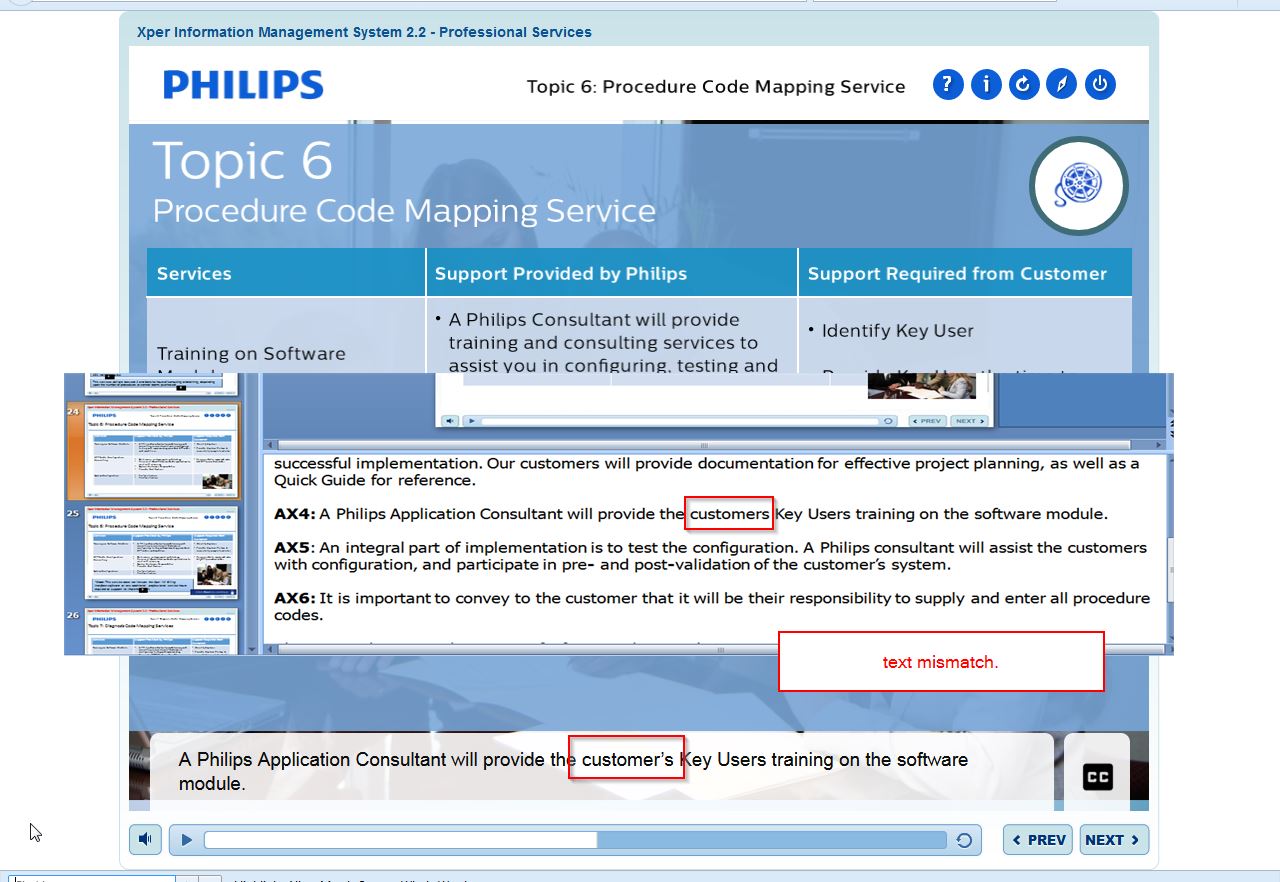 Xper Information Management System 2.2 - Professional Services
PHILIPS
Topic 6: Procedure Code Mapping Service
?
i
Topic 6
Procedure Code Mapping Service
Services
Support Provided by Philips
Support Required from Customer
Training on Software
• A Philips Consultant will provide
training and consulting services to
assist you in configuring, testing and
• Identify Key User
24
PHILIPS
Topic 6: Procedure Code Mapping Service
25
PHILIPS
Topic 6: Procedure Code Mapping Service
26
PHILIPS
Topic 7: Diagnosis Code Mapping Services
< PREV
NEXT >
successful implementation. Our customers will provide documentation for effective project planning, as well as a
Quick Guide for reference.
AX4: A Philips Application Consultant will provide the customers Key Users training on the software module.
AX5: An integral part of implementation is to test the configuration. A Philips consultant will assist the customers
with configuration, and participate in pre- and post-validation of the customer's system.
AX6: It is important to convey to the customer that it will be their responsibility to supply and enter all procedure
codes.
text mismatch.
A Philips Application Consultant will provide the customer's Key Users training on the software
module.
CC
< PREV
NEXT >